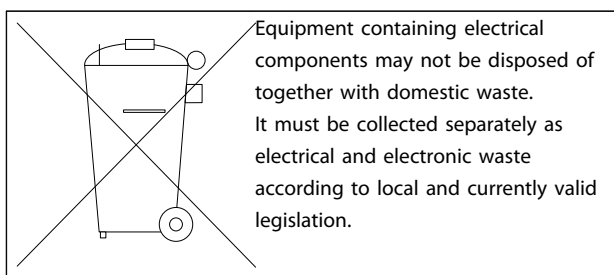 Equipment containing electrical
components may not be disposed of
together with domestic waste.
It must be collected separately as
electrical and electronic waste
according to local and currently valid
legislation.